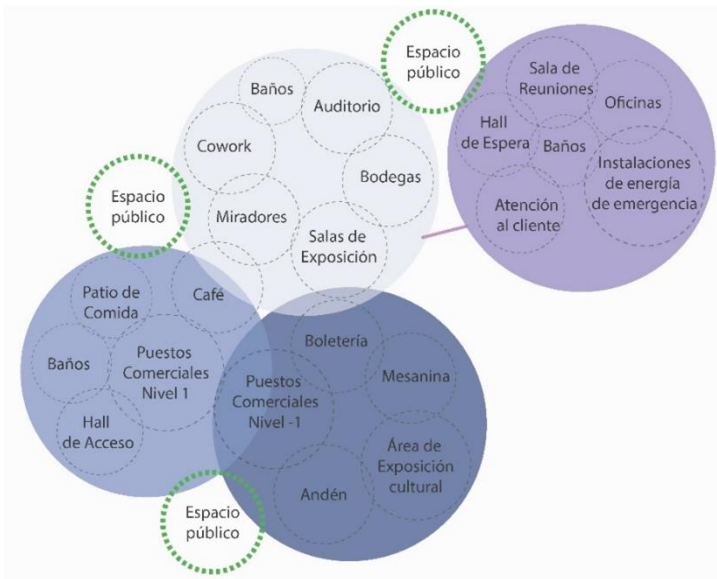 Espacio
público
Baños
Auditorio
Cowork
Bodegas
Miradores
Salas de
Exposición
Sala de
Reuniones
Oficinas
Hall
de Espera
Baños
Instalaciones
de energía
de emergencia
Atención
al cliente
Espacio
público
Café
Patio de
Comida
Baños
Puestos
Comerciales
Nivel 1
Hall
de Acceso
Boletería
Mesanina
Puestos
Comerciales
Nivel -1
Área de
Exposición
cultural
Andén
Espacio
público